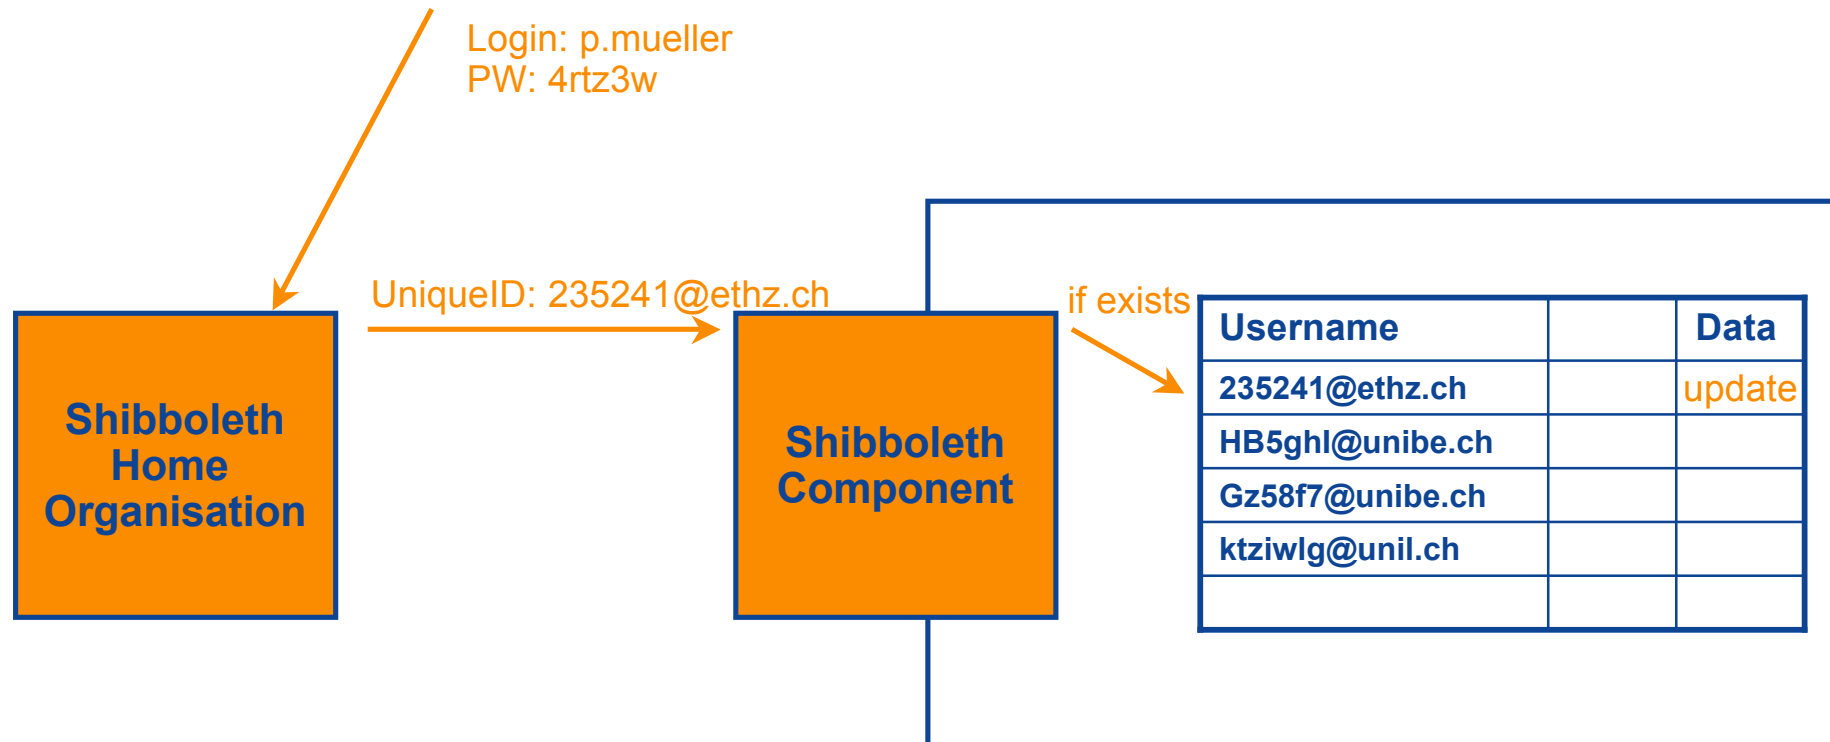 Login: p.mueller
PW: 4rtz3w
UniqueID: 235241@ethz.ch
if exists
Shibboleth
Home
Organisation
Shibboleth
Component
Username Data
235241@ethz.ch update
HB5ghl@unibe.ch
Gz58f7@unibe.ch
ktziwlg@unil.ch